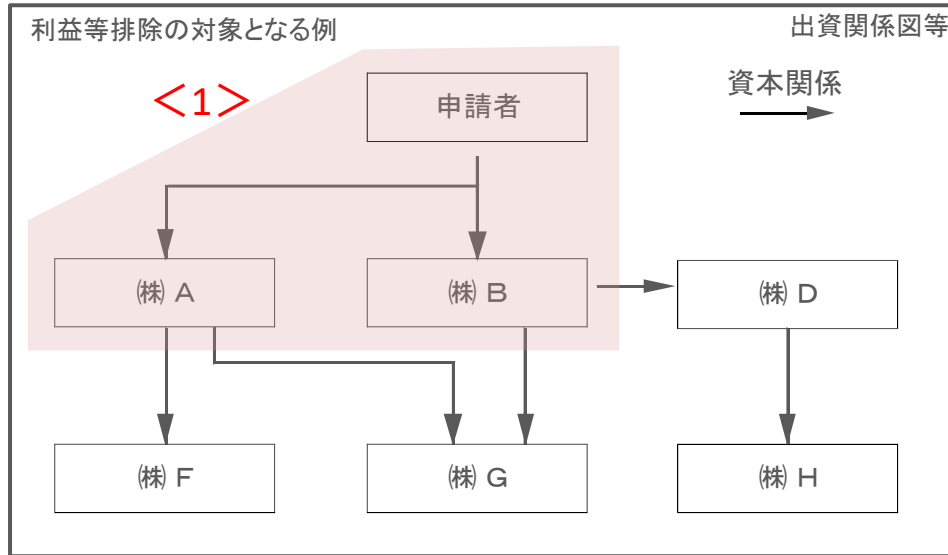 利益等排除の対象となる例
出資関係図等
<1>
申請者
資本関係
㈱ A
㈱ B
㈱ D
㈱ F
㈱ G
㈱ H